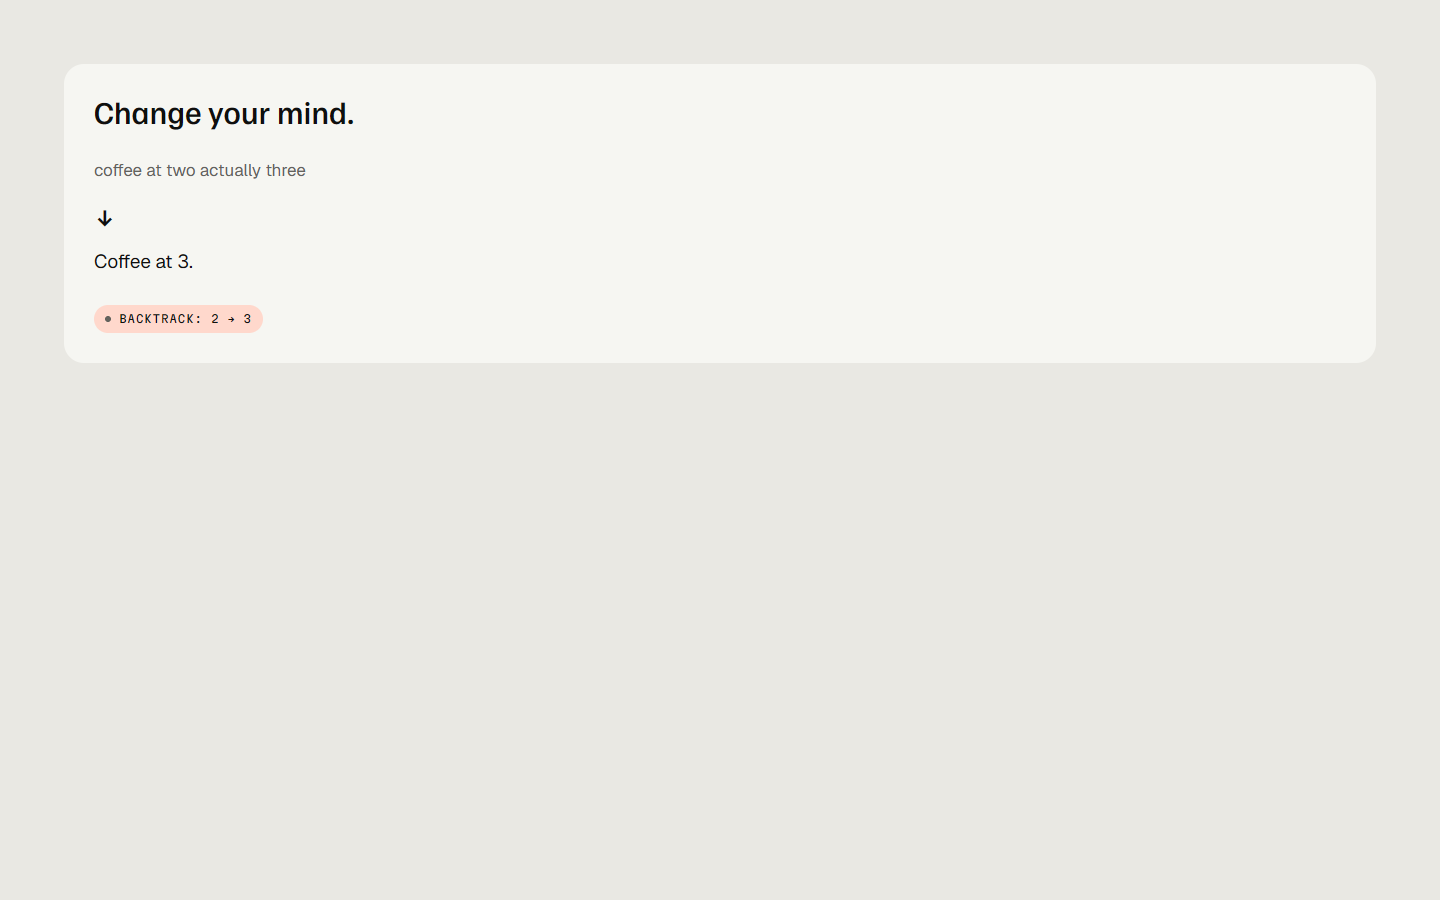 Change your mind.
coffee at two actually three
↓
Coffee at 3.
BACKTRACK: 2 → 3